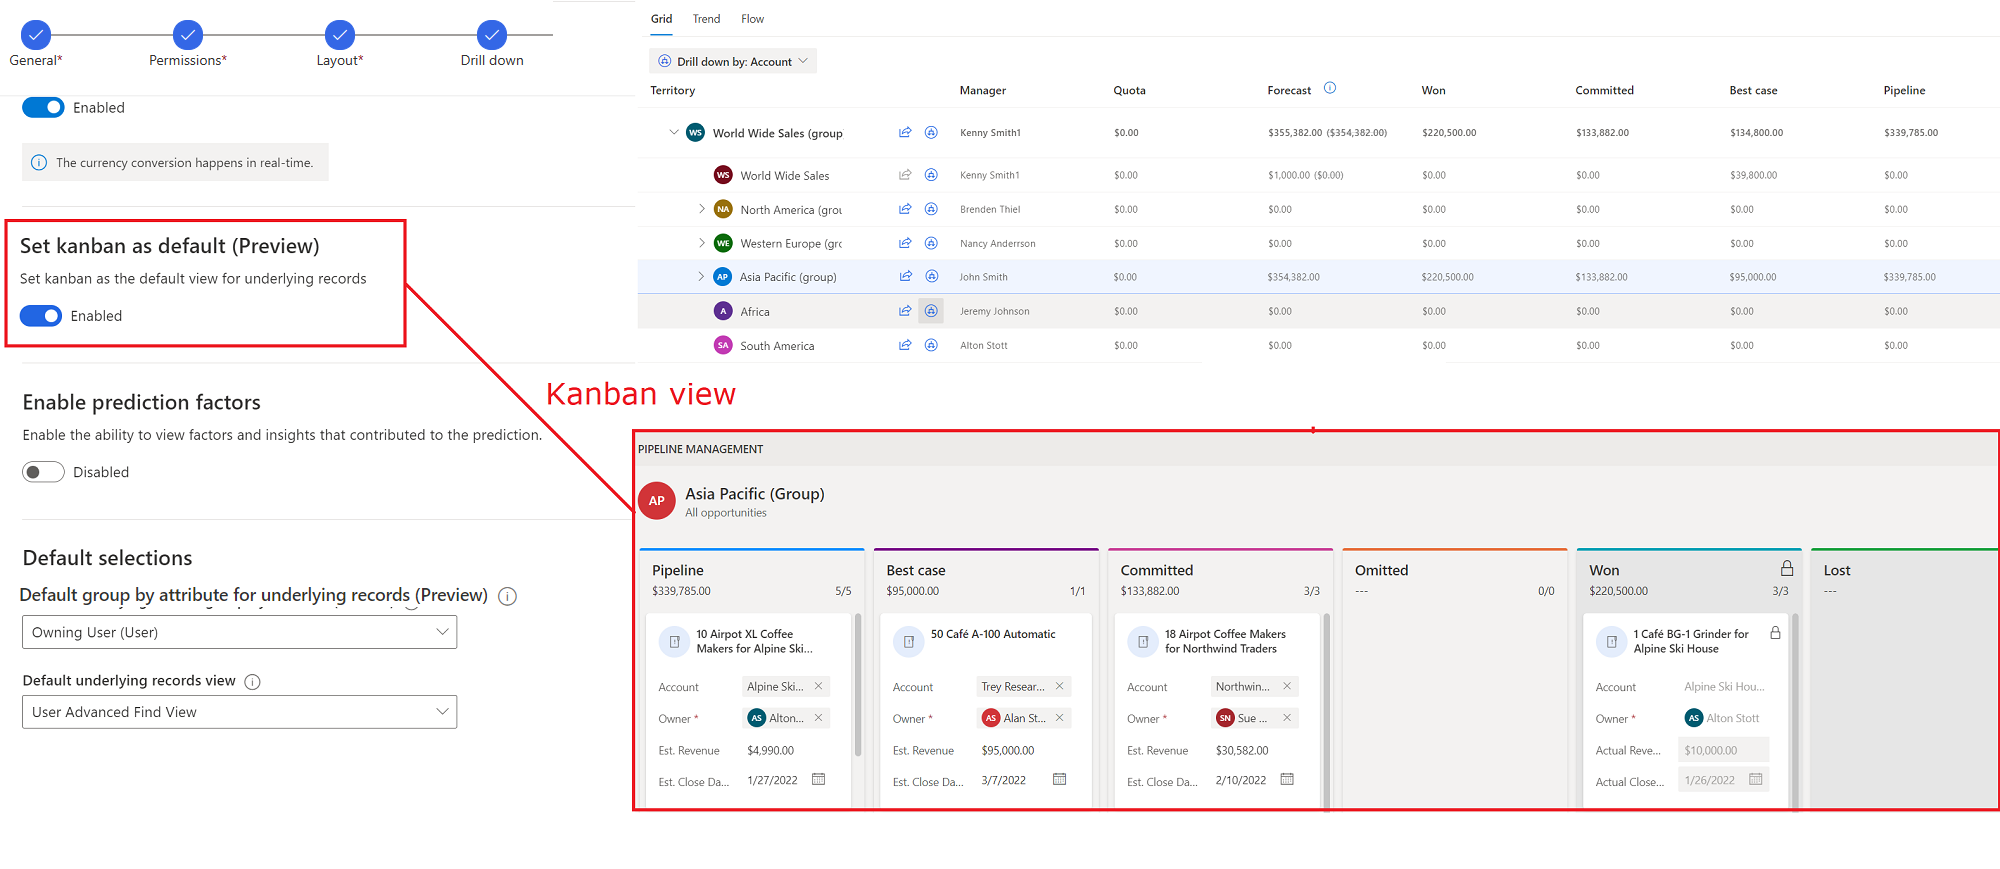 General*
Permissions*
Layout*
Drill down
Enabled
The currency conversion happens in real-time.
Set kanban as default (Preview)
Set kanban as the default view for underlying records
Enabled
Enable prediction factors
Enable the ability to view factors and insights that contributed to the prediction.
Disabled
Default selections
Default group by attribute for underlying records (Preview)
Owning User (User)
Default underlying records view
User Advanced Find View
Grid Trend Flow
Drill down by: Account
Territory Manager Quota Forecast Won Committed Best case Pipeline
WS World Wide Sales (group Kenny Smith1 $0.00 $355,382.00 ($354,382.00) $220,500.00 $133,882.00 $134,800.00 $339,785.00
WS World Wide Sales Kenny Smith1 $0.00 $1,000.00 ($0.00) $0.00 $0.00 $39,800.00 $0.00
NA North America (grou Brenden Thiel $0.00 $0.00 $0.00 $0.00 $0.00 $0.00
WE Western Europe (gr Nancy Anderrson $0.00 $0.00 $0.00 $0.00 $0.00 $0.00
AP Asia Pacific (group) John Smith $0.00 $354,382.00 $220,500.00 $133,882.00 $95,000.00 $339,785.00
A Africa Jeremy Johnson $0.00 $0.00 $0.00 $0.00 $0.00 $0.00
SA South America Alton Stott $0.00 $0.00 $0.00 $0.00 $0.00 $0.00
Kanban view
PIPELINE MANAGEMENT
AP
Asia Pacific (Group)
All opportunities
Pipeline
$339,785.00 5/5
10 Airpot XL Coffee
Makers for Alpine Ski...
Account Alpine Ski...
Owner * AS Alton...
Est. Revenue $4,990.00
Est. Close Da... 1/27/2022
Best case
$95,000.00 1/1
50 Café A-100 Automatic
Account Trey Resear...
Owner * AS Alan St...
Est. Revenue $95,000.00
Est. Close Da... 3/7/2022
Committed
$133,882.00 3/3
18 Airpot Coffee Makers
for Northwind Traders
Account Northwin...
Owner * SN Sue ...
Est. Revenue $30,582.00
Est. Close Da... 2/10/2022
Omitted
--- 0/0
Won
$220,500.00 3/3
1 Café BG-1 Grinder for
Alpine Ski House
Account Alpine Ski Hou...
Owner * AS Alton Stott
Actual Reve... $10,000.00
Actual Close... 1/26/2022
Lost
---